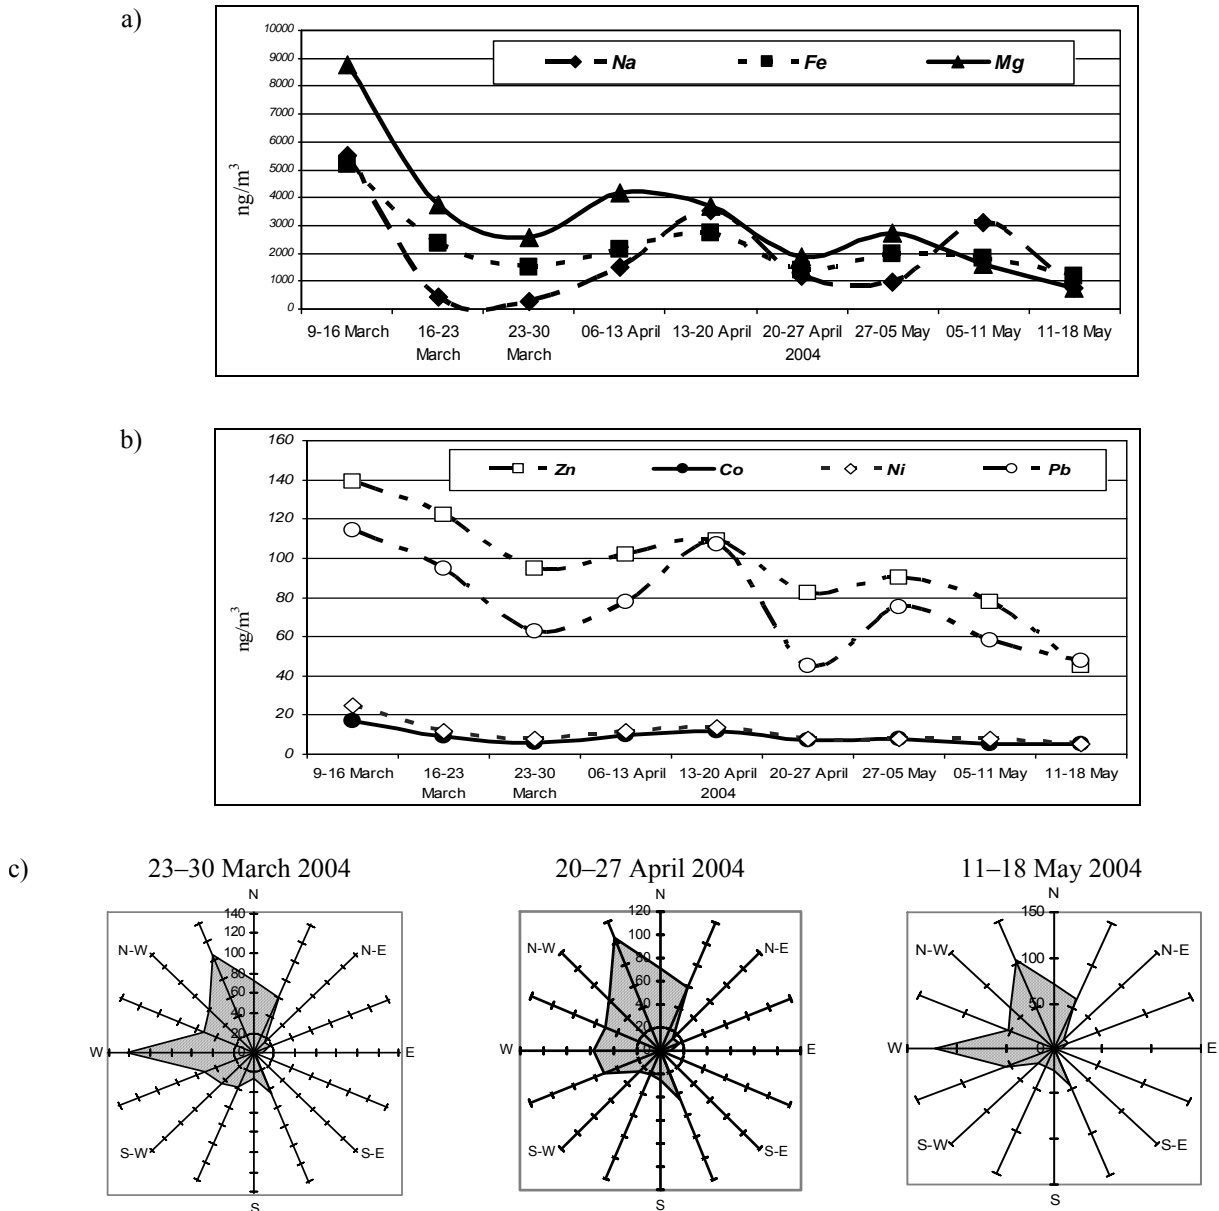 a)
Na Fe Mg
10000
9000
8000
7000
6000
5000
4000
3000
2000
1000
0
ng/m³
9-16 March 16-23 23-30 06-13 April 13-20 April 20-27 April 27-05 May 05-11 May 11-18 May
March March 2004
b)
Zn Co Ni Pb
160
140
120
100
80
60
40
20
0
ng/m³
9-16 March 16-23 23-30 06-13 April 13-20 April 20-27 April 27-05 May 05-11 May 11-18 May
March March 2004
c)
23–30 March 2004
N
140
120
100
80
60
40
20
0
N-W N-E
W E
S-W S-E
S
20–27 April 2004
N
120
100
80
60
40
20
0
N-W N-E
W E
S-W S-E
S
11–18 May 2004
N
150
100
50
0
N-W N-E
W E
S-W S-E
S